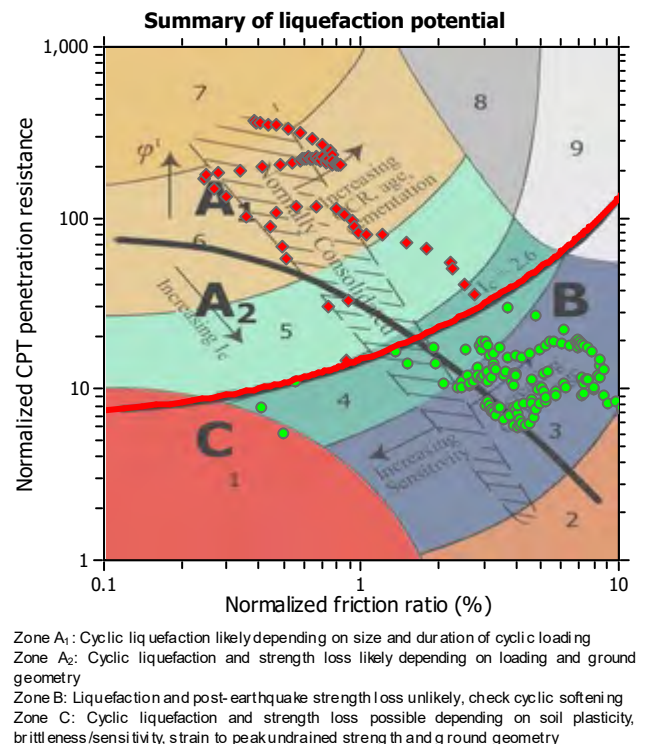 Summary of liquefaction potential
Normalized CPT penetration resistance
1,000
100
10
1
7
8
9
φ'
Increasing
OCR, age,
cementation
A1
Normally Consolidated
6
Ic = 2.6
A2
B
Increasing Ic
5
4
C
3
Increasing
Sensitivity
1
2
0.1 1 10
Normalized friction ratio (%)
Zone A1: Cyclic liquefaction likely depending on size and duration of cyclic loading
Zone A2: Cyclic liquefaction and strength loss likely depending on loading and ground
geometry
Zone B: Liquefaction and post-earthquake strength loss unlikely, check cyclic softening
Zone C: Cyclic liquefaction and strength loss possible depending on soil plasticity,
brittleness/sensitivity, strain to peak undrained strength and ground geometry